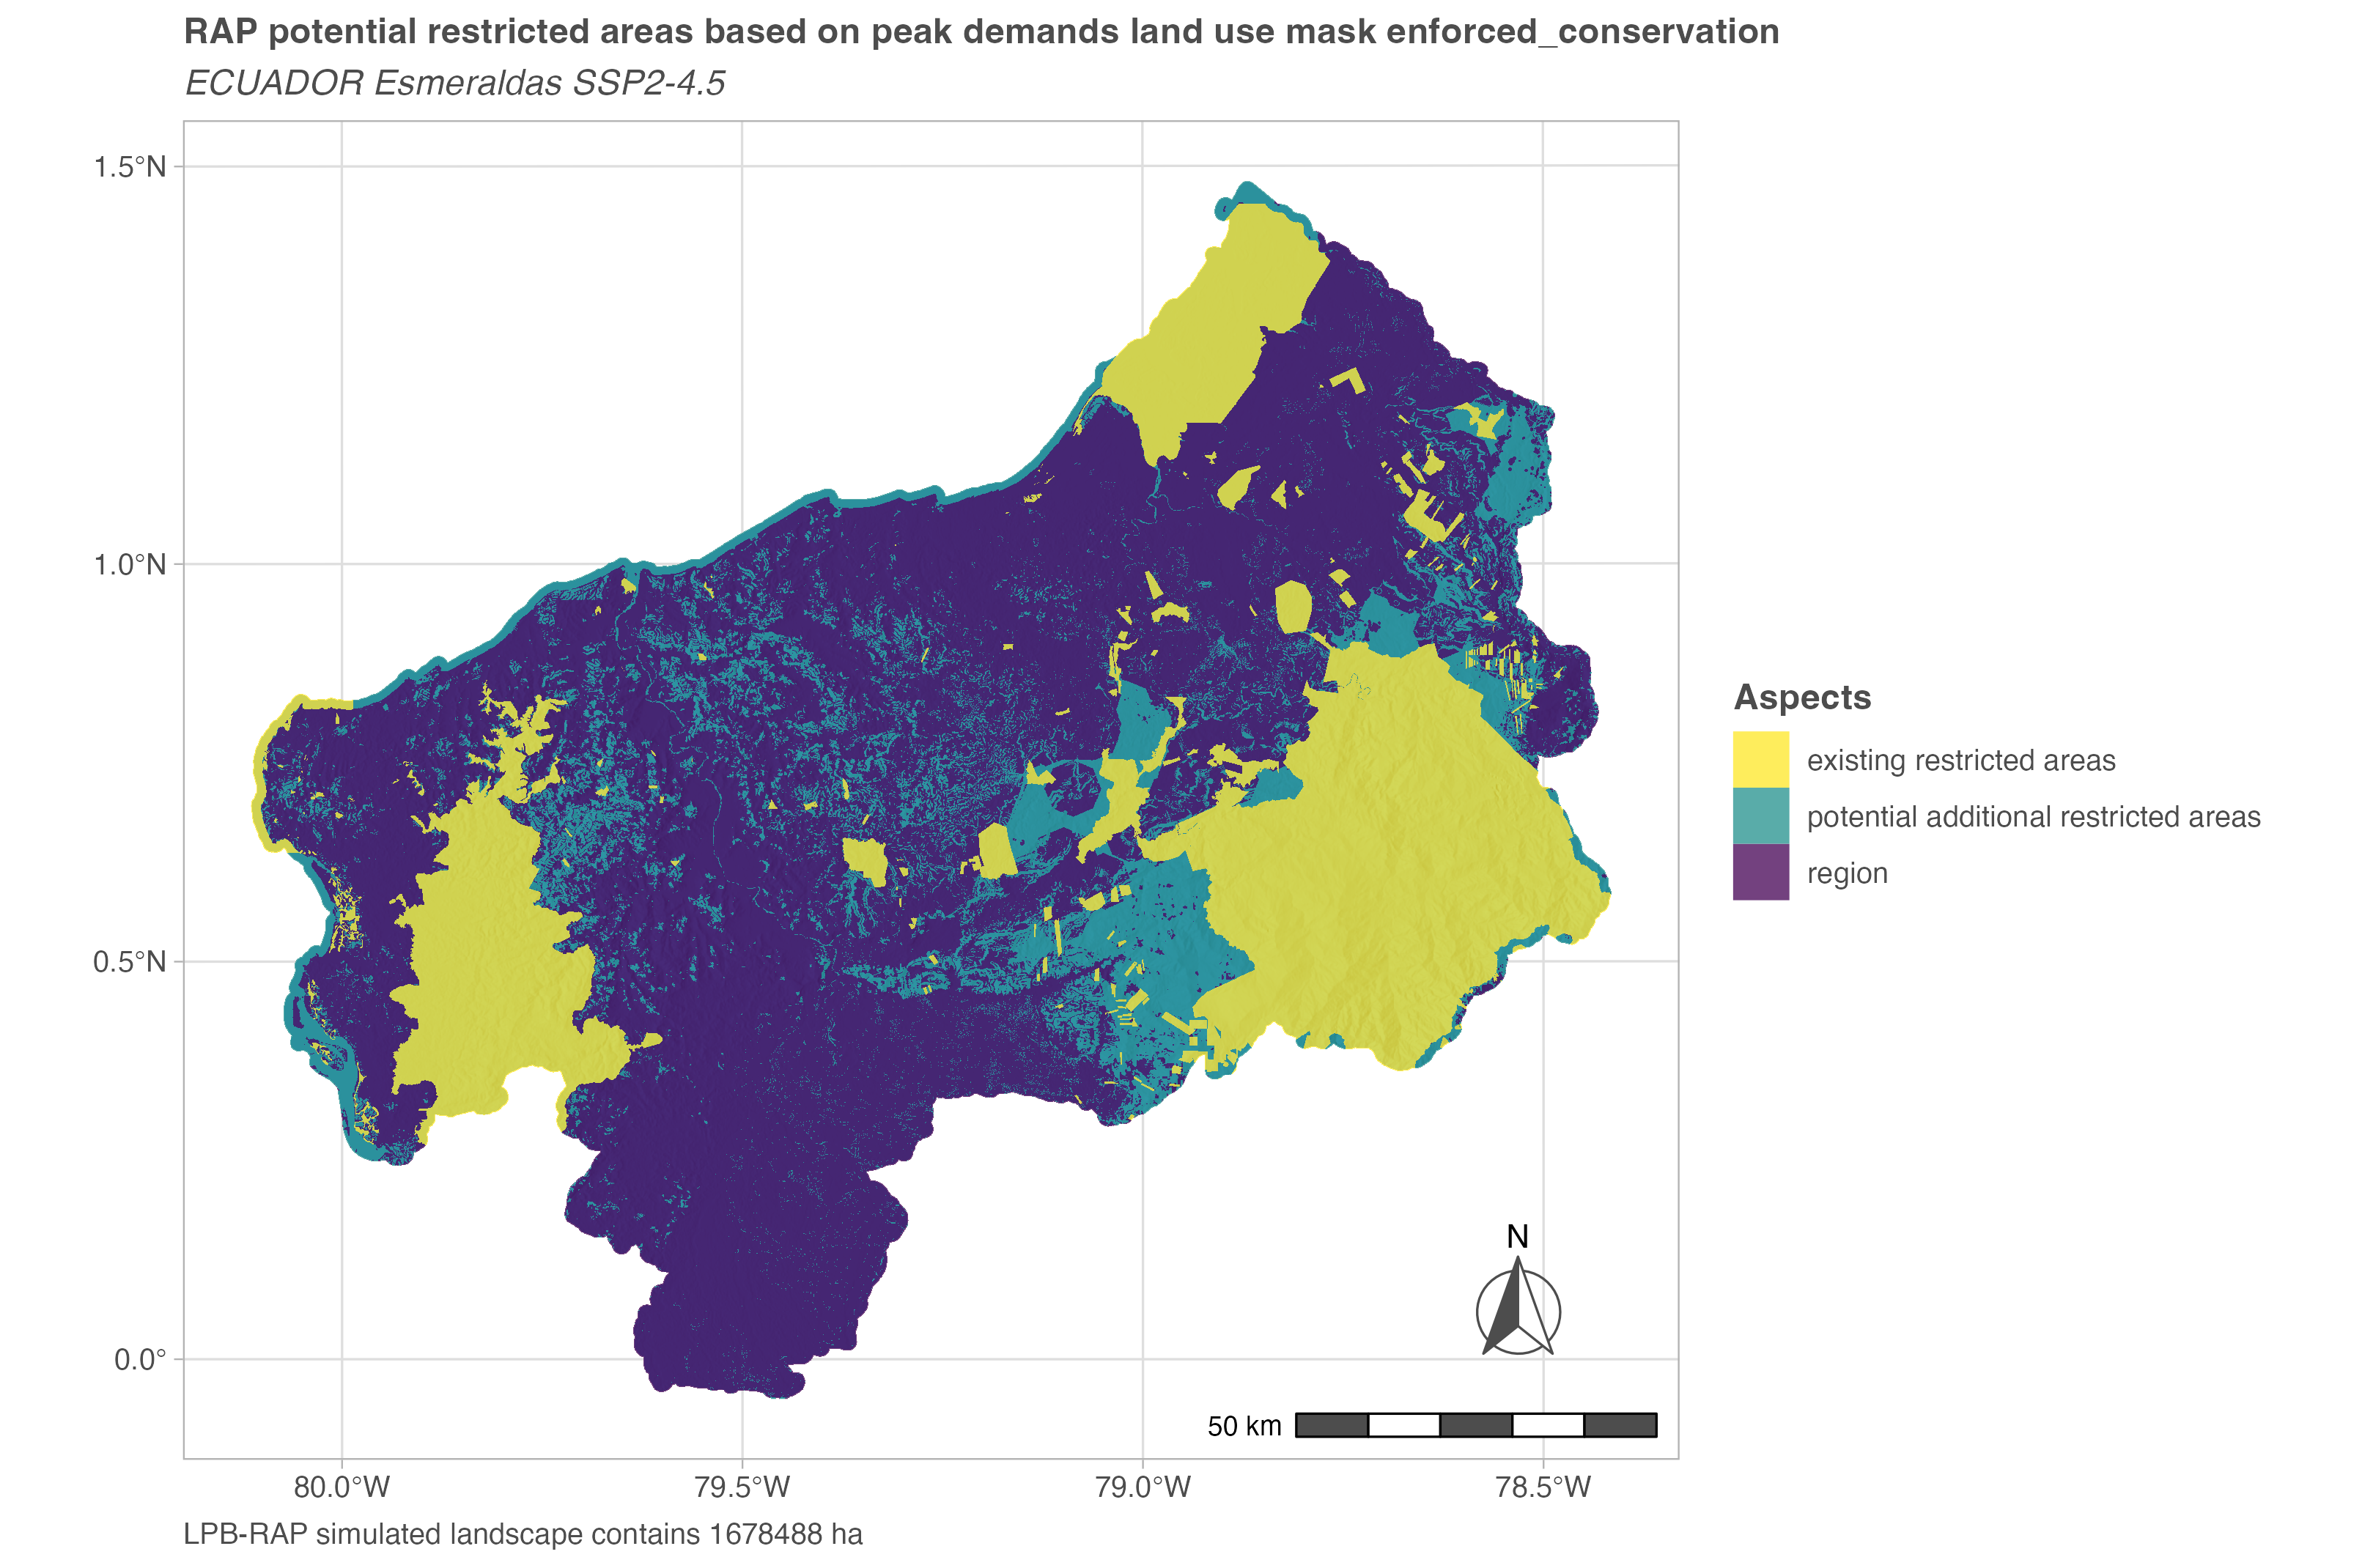 RAP potential restricted areas based on peak demands land use mask enforced_conservation
ECUADOR Esmeraldas SSP2-4.5
1.5°N
1.0°N
0.5°N
0.0°
80.0°W
79.5°W
79.0°W
78.5°W
N
50 km
Aspects
existing restricted areas
potential additional restricted areas
region
LPB-RAP simulated landscape contains 1678488 ha